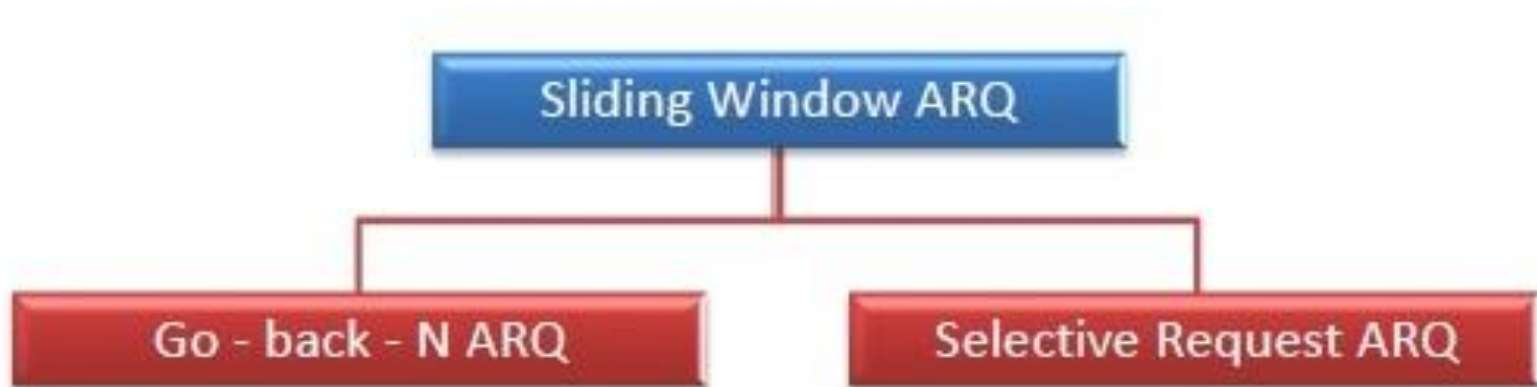 Sliding Window ARQ
Go - back - N ARQ
Selective Request ARQ